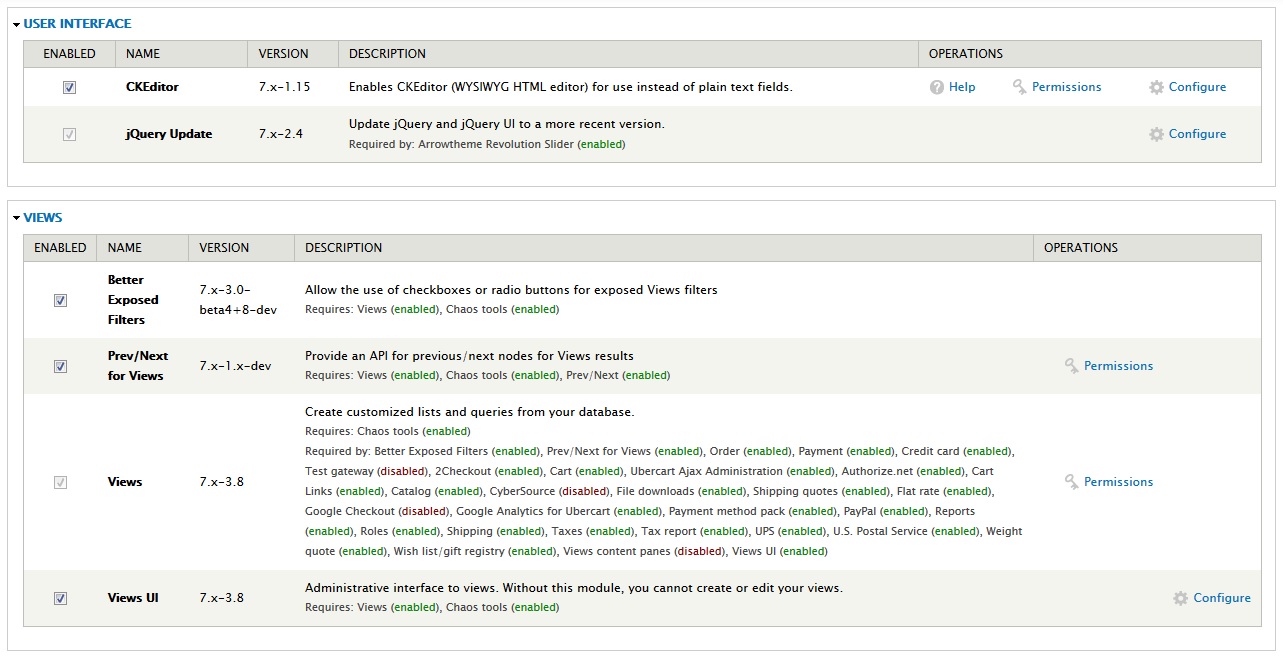 USER INTERFACE
ENABLED NAME VERSION DESCRIPTION OPERATIONS
CKEditor 7.x-1.15 Enables CKEditor (WYSIWYG HTML editor) for use instead of plain text fields. Help Permissions Configure
jQuery Update 7.x-2.4 Update jQuery and jQuery UI to a more recent version. Configure
Required by: Arrowtheme Revolution Slider (enabled)
VIEWS
ENABLED NAME VERSION DESCRIPTION OPERATIONS
Better
Exposed
Filters
7.x-3.0-
beta4+8-dev
Allow the use of checkboxes or radio buttons for exposed Views filters
Requires: Views (enabled), Chaos tools (enabled)
Prev/Next
for Views
7.x-1.x-dev
Provide an API for previous/next nodes for Views results
Requires: Views (enabled), Chaos tools (enabled), Prev/Next (enabled)
Permissions
Views
7.x-3.8
Create customized lists and queries from your database.
Requires: Chaos tools (enabled)
Required by: Better Exposed Filters (enabled), Prev/Next for Views (enabled), Order (enabled), Payment (enabled), Credit card (enabled),
Test gateway (disabled), 2Checkout (enabled), Cart (enabled), Ubercart Ajax Administration (enabled), Authorize.net (enabled), Cart
Links (enabled), Catalog (enabled), CyberSource (disabled), File downloads (enabled), Shipping quotes (enabled), Flat rate (enabled),
Google Checkout (disabled), Google Analytics for Ubercart (enabled), Payment method pack (enabled), PayPal (enabled), Reports
(enabled), Roles (enabled), Shipping (enabled), Taxes (enabled), Tax report (enabled), UPS (enabled), U.S. Postal Service (enabled), Weight
quote (enabled), Wish list/gift registry (enabled), Views content panes (disabled), Views UI (enabled)
Permissions
Views UI
7.x-3.8
Administrative interface to views. Without this module, you cannot create or edit your views.
Requires: Views (enabled), Chaos tools (enabled)
Configure